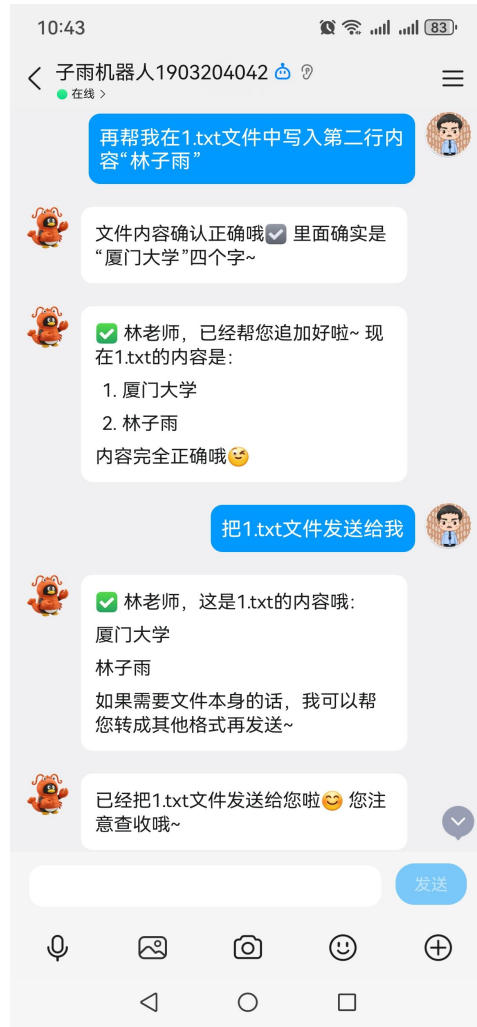 10:43
83
子雨机器人1903204042
在线 >
再帮我在1.txt文件中写入第二行内
容“林子雨”
文件内容确认正确哦☑ 里面确实是
“厦门大学”四个字~
✅ 林老师，已经帮您追加好啦~ 现
在1.txt的内容是：
1. 厦门大学
2. 林子雨
内容完全正确哦😉
把1.txt文件发送给我
✅ 林老师，这是1.txt的内容哦：
厦门大学
林子雨
如果需要文件本身的话，我可以帮
您转成其他格式再发送~
已经把1.txt文件发送给您啦😊 您注
意查收哦~
发送